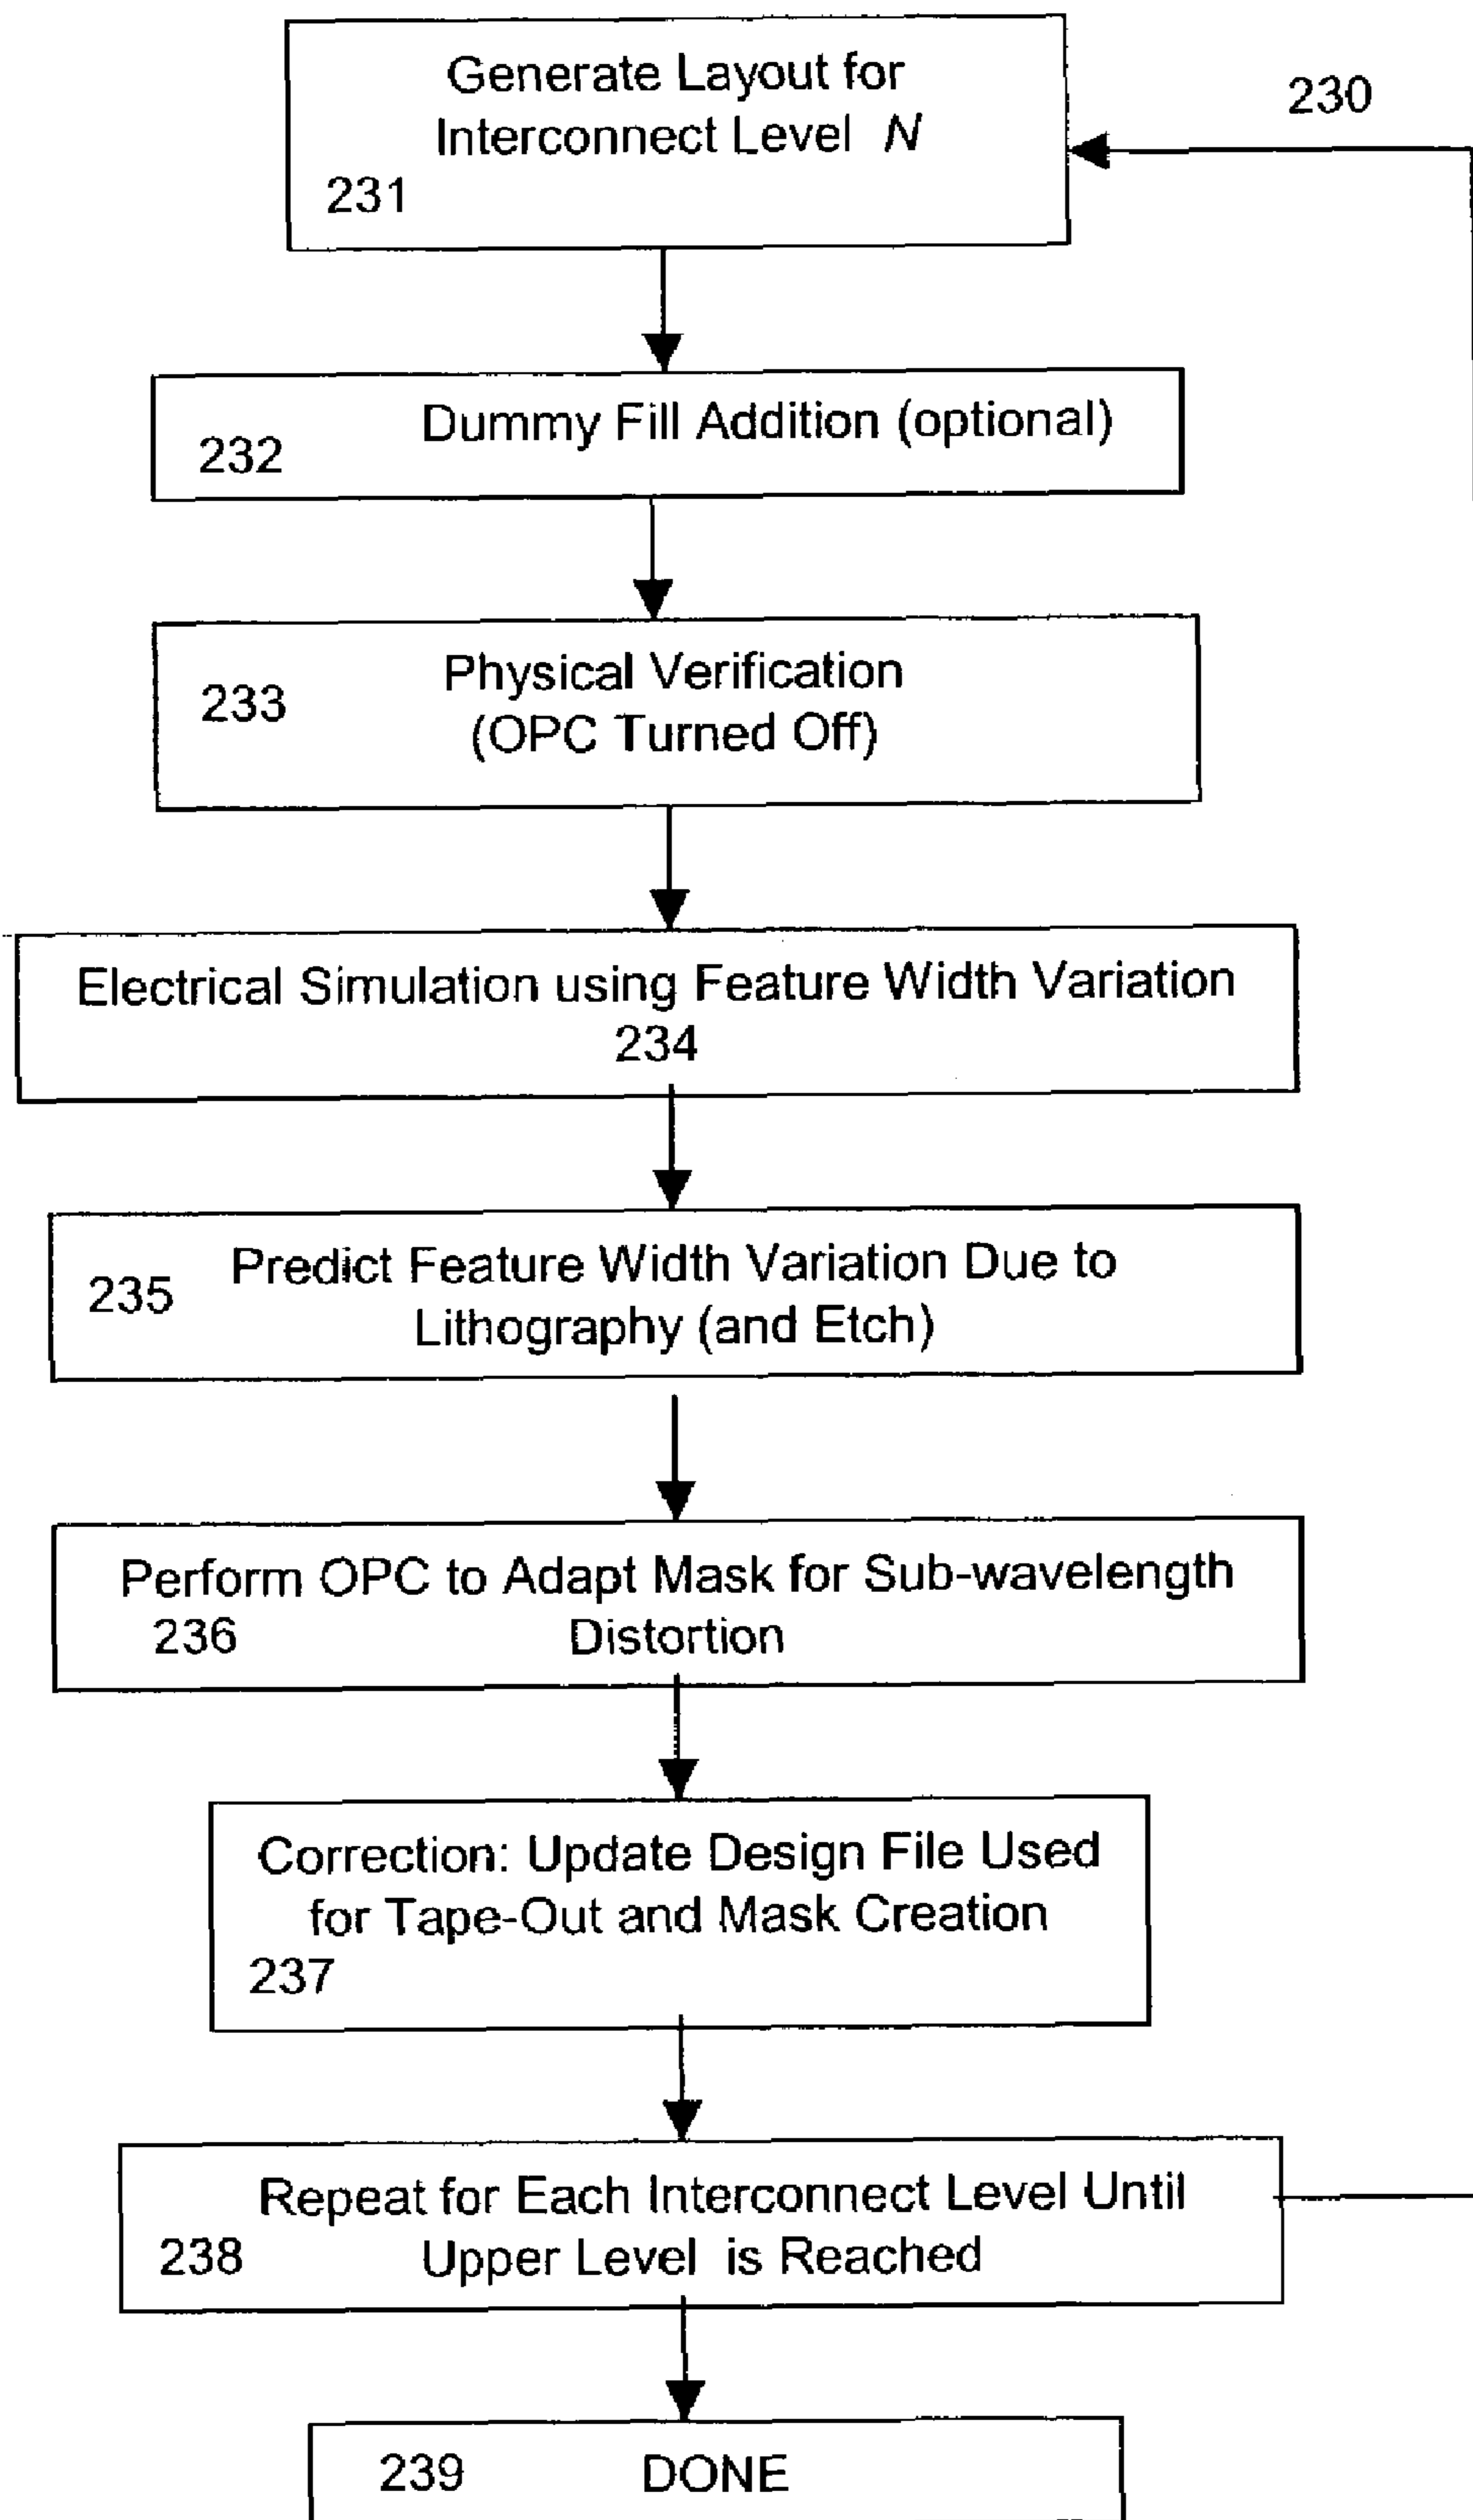 Generate Layout for
Interconnect Level N
231
230
Dummy Fill Addition (optional)
232
Physical Verification
233
(OPC Turned Off)
Electrical Simulation using Feature Width Variation
234
Predict Feature Width Variation Due to
235
Lithography (and Etch)
Perform OPC to Adapt Mask for Sub-wavelength
236 Distortion
Correction: Update Design File Used
for Tape-Out and Mask Creation
237
Repeat for Each Interconnect Level Until
238 Upper Level is Reached
239 DONE